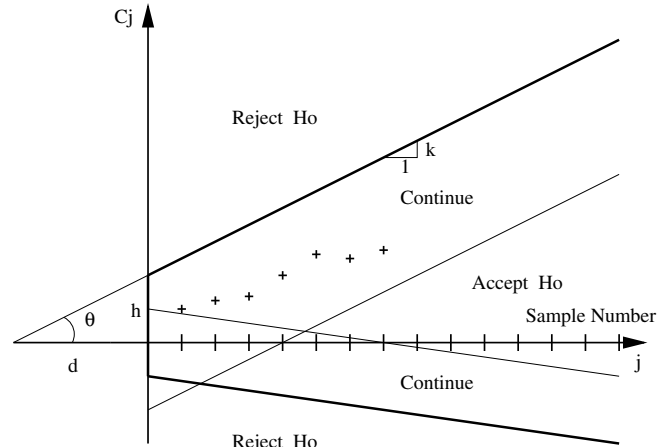 Cj
Reject Ho
k
l
Continue
Accept Ho
h
Sample Number
θ
d
j
Continue
Reject Ho